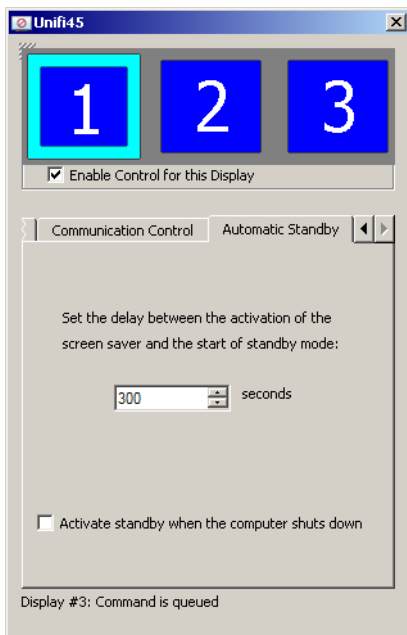 Unifi45
1 2 3
Enable Control for this Display
Communication Control Automatic Standby
Set the delay between the activation of the
screen saver and the start of standby mode:
300 seconds
Activate standby when the computer shuts down
Display #3: Command is queued